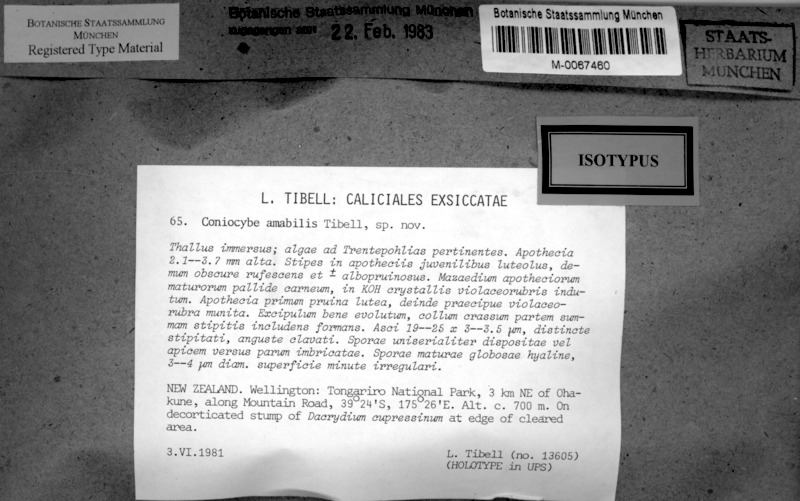 BOTANISCHE STAATSSAMMLUNG
MÜNCHEN
Registered Type Material
Botanische Staatssammlung München
zugegangen am:
22. Feb. 1983
Botanische Staatssammlung München
M-0067460
STAATS-
HERBARIUM
MÜNCHEN
ISOTYPUS
L. TIBELL: CALICIALES EXSICCATAE
65. Coniocybe amabilis Tibell, sp. nov.
Thallus immersus; algae ad Trentepohlias pertinentes. Apothecia
2.1--3.7 mm alta. Stipes in apotheciis juvenilibus luteolus, de-
mum obscure rufescens et ± albopruinosus. Mazaedium apotheciorum
maturorum pallide carneum, in KOH crystallis violaceorubris indu-
tum. Apothecia primum pruina lutea, deinde praecipue violaceo-
rubra munita. Excipulum bene evolutum, collum crassum partem sum-
mam stipitis includens formans. Asci 19--25 x 3--3.5 µm, distincte
stipitati, anguste clavati. Sporae uniserialiter dispositae vel
apicem versus parum imbricatae. Sporae maturae globosae hyaline,
3--4 µm diam. superficie minute irregulari.
NEW ZEALAND. Wellington: Tongariro National Park, 3 km NE of Oha-
kune, along Mountain Road, 39°24'S, 175°26'E. Alt. c. 700 m. On
decorticated stump of Dacrydium cupressinum at edge of cleared
area.
3.VI.1981
L. Tibell (no. 13605)
(HOLOTYPE in UPS)